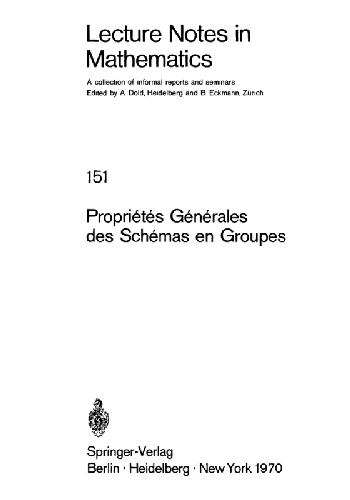 Lecture Notes in
Mathematics
A collection of informal reports and seminars
Edited by A. Dold, Heidelberg and B. Eckmann, Zürich
151
Propriétés Générales
des Schémas en Groupes
Springer-Verlag
Berlin · Heidelberg · New York 1970